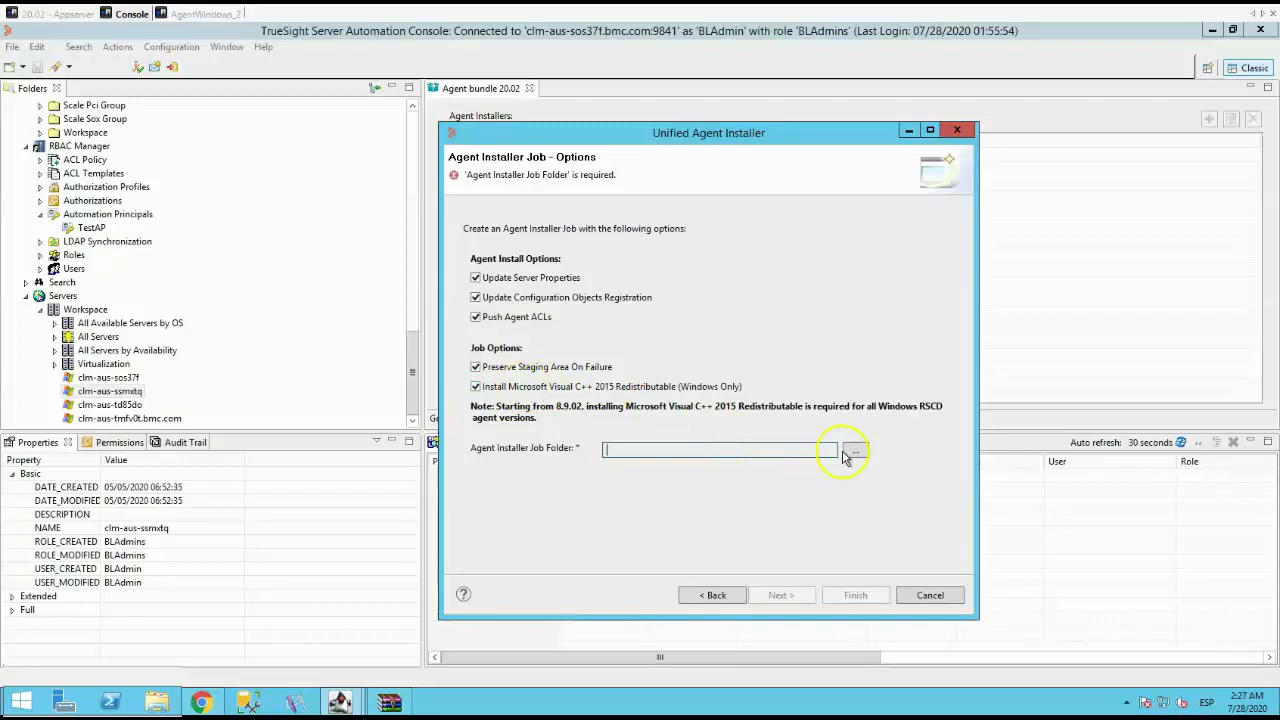 20.02 - Appserver
Console
AgentWindows_2
TrueSight Server Automation Console: Connected to 'clm-aus-sos37f.bmc.com:9841' as 'BLAdmin' with role 'BLAdmins' (Last Login: 07/28/2020 01:55:54)
File Edit Search Actions Configuration Window Help
Classic
Folders
Agent bundle 20.02
Scale Pci Group
Scale Sox Group
Workspace
RBAC Manager
ACL Policy
ACL Templates
Authorization Profiles
Authorizations
Automation Principals
TestAP
LDAP Synchronization
Roles
Users
Search
Servers
Workspace
All Available Servers by OS
All Servers
All Servers by Availability
Virtualization
clm-aus-sos37f
clm-aus-ssmxtq
clm-aus-td85do
clm-aus-tmfv0t.bmc.com
Agent Installers:
Unified Agent Installer
Agent Installer Job - Options
'Agent Installer Job Folder' is required.
Create an Agent Installer Job with the following options:
Agent Install Options:
Update Server Properties
Update Configuration Objects Registration
Push Agent ACLs
Job Options:
Preserve Staging Area On Failure
Install Microsoft Visual C++ 2015 Redistributable (Windows Only)
Note: Starting from 8.9.02, installing Microsoft Visual C++ 2015 Redistributable is required for all Windows RSCD
agent versions.
Agent Installer Job Folder: *
...
< Back
Next >
Finish
Cancel
Properties
Permissions
Audit Trail
Property Value
Basic
DATE_CREATED 05/05/2020 06:52:35
DATE_MODIFIED 05/05/2020 06:52:35
DESCRIPTION
NAME clm-aus-ssmxtq
ROLE_CREATED BLAdmins
ROLE_MODIFIED BLAdmins
USER_CREATED BLAdmin
USER_MODIFIED BLAdmin
Extended
Full
Auto refresh: 30 seconds
User Role
ESP
2:27 AM
7/28/2020